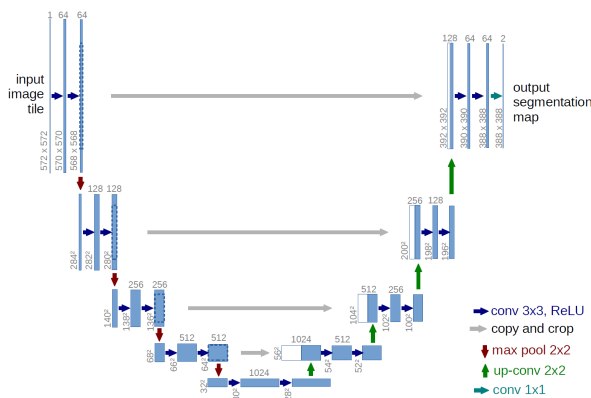 1 64 64
input
image
tile
572 x 572
570 x 570
568 x 568
128 64 64 2
output
segmentation
map
392 x 392
390 x 390
388 x 388
388 x 388
128 128
284²
282²
280²
256 128
200²
198²
196²
256 256
140²
138²
136²
512 256
104²
102²
100²
512 512
68²
66²
64²
1024 512
56²
54²
52²
1024
32²
conv 3x3, ReLU
copy and crop
max pool 2x2
up-conv 2x2
conv 1x1